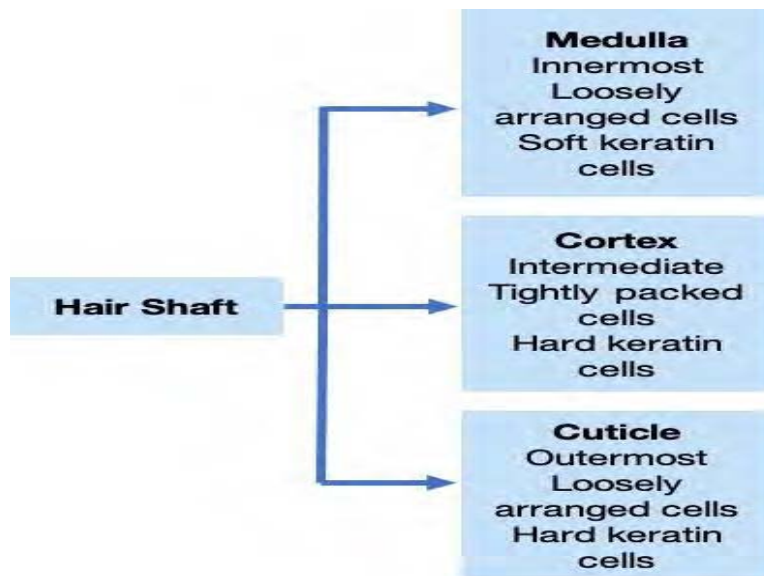 Hair Shaft
Medulla
Innermost
Loosely
arranged cells
Soft keratin
cells
Cortex
Intermediate
Tightly packed
cells
Hard keratin
cells
Cuticle
Outermost
Loosely
arranged cells
Hard keratin
cells